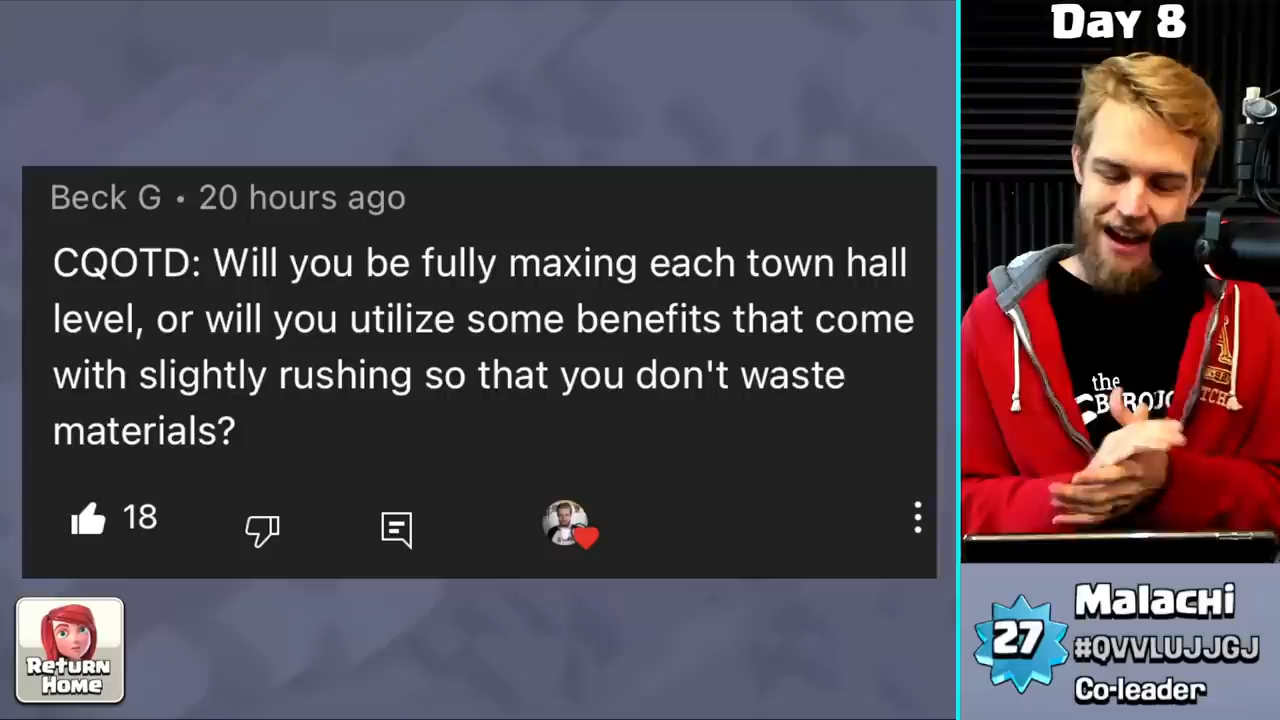 Day 8
Beck G • 20 hours ago
CQOTD: Will you be fully maxing each town hall
level, or will you utilize some benefits that come
with slightly rushing so that you don't waste
materials?
18
the
Return
Home
27
Malachi
#QVVLUJJGJ
Co-leader